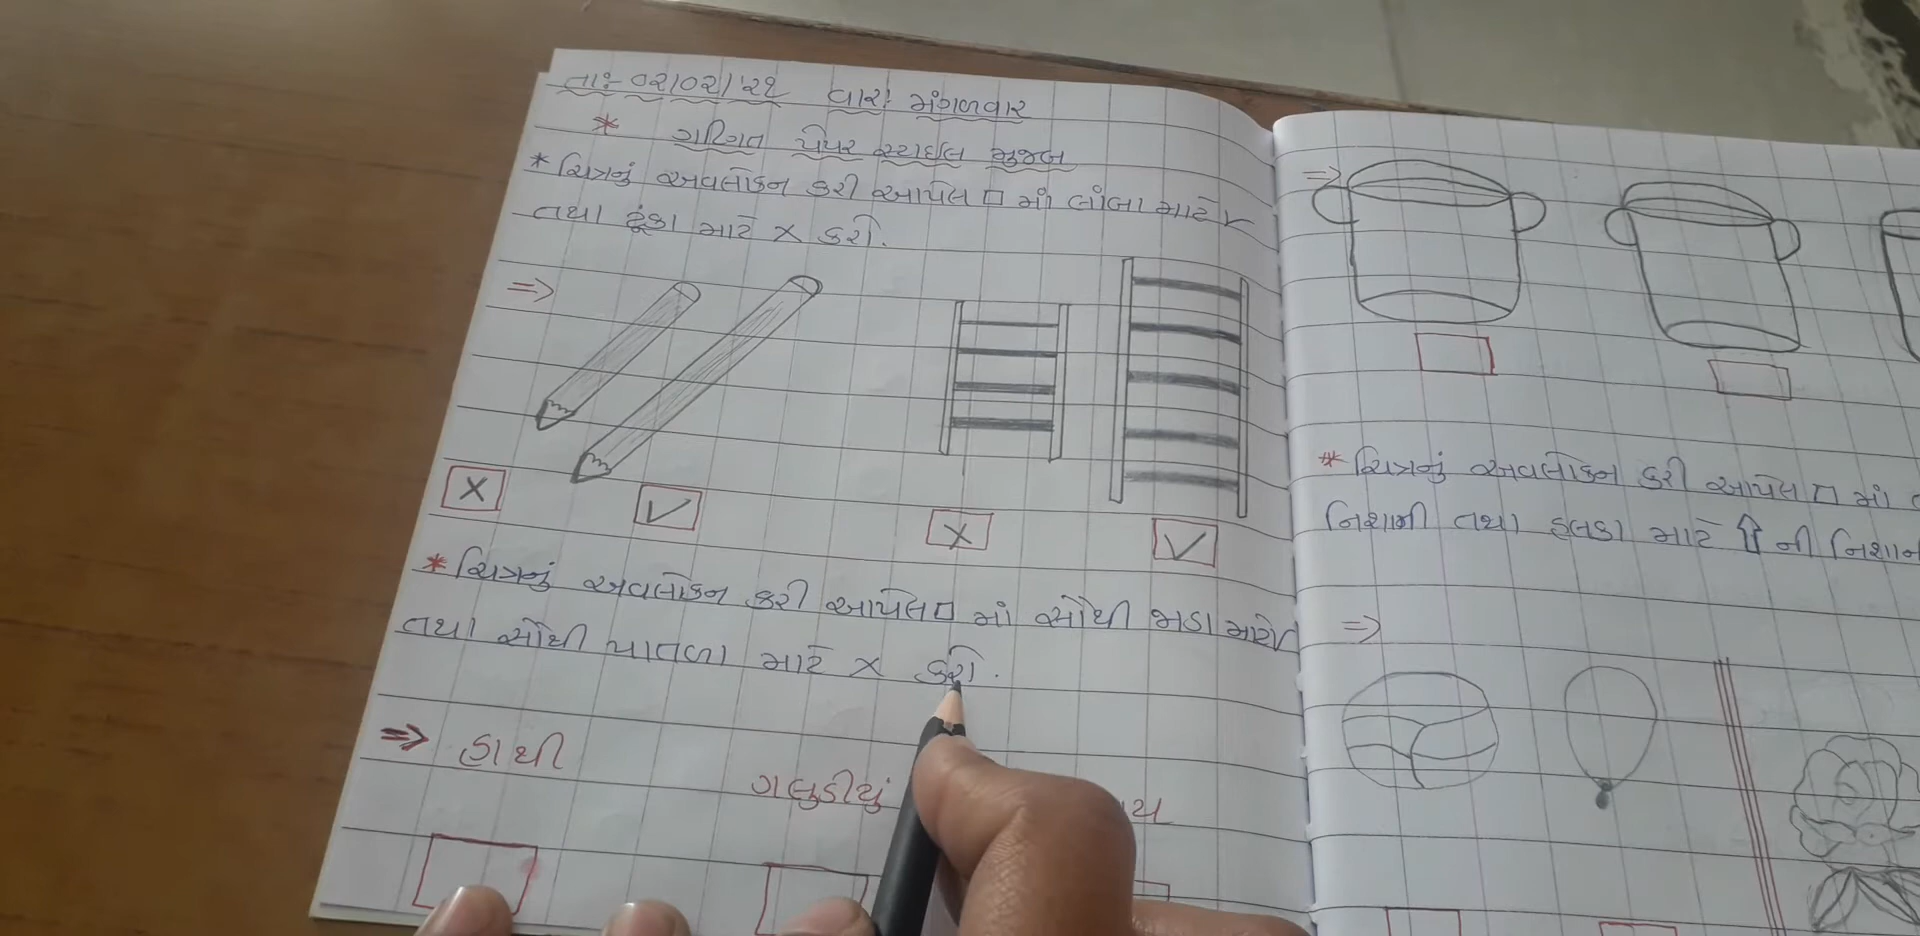 તાઃ- ૦૨/૦૨/'૨૧ વારઃ મંગળવાર
* ગણિત પેપર સ્ટાઈલ મુજબ
* ચિત્રનું અવલોકન કરી આપેલ □ માં લાંબા માટે ✓
તથા ટૂંકા માટે × કરો.
⇒
× ✓ × ✓
* ચિત્રનું અવલોકન કરી આપેલ □ માં સૌથી જાડા માટે ✓
તથા સૌથી પાતળા માટે × કરો.
⇒ હાથી ગલુડીયું
⇒
* ચિત્રનું અવલોકન કરી આપેલ □ માં
નિશાની તથા હલકા માટે ⇧ ની
⇒